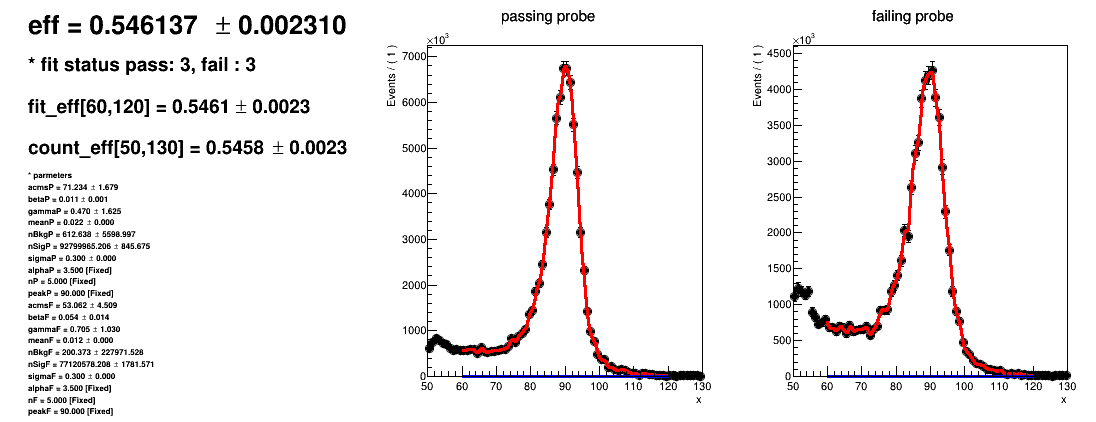 eff = 0.546137 ± 0.002310
* fit status pass: 3, fail : 3
fit_eff[60,120] = 0.5461 ± 0.0023
count_eff[50,130] = 0.5458 ± 0.0023
* parmeters
acmsP = 71.234 ± 1.679
betaP = 0.011 ± 0.001
gammaP = 0.470 ± 1.625
meanP = 0.022 ± 0.000
nBkgP = 612.638 ± 5598.997
nSigP = 92799965.206 ± 845.675
sigmaP = 0.300 ± 0.000
alphaP = 3.500 [Fixed]
nP = 5.000 [Fixed]
peakP = 90.000 [Fixed]
acmsF = 53.062 ± 4.509
betaF = 0.054 ± 0.014
gammaF = 0.705 ± 1.030
meanF = 0.012 ± 0.000
nBkgF = 200.373 ± 227971.528
nSigF = 77120578.208 ± 1781.571
sigmaF = 0.300 ± 0.000
alphaF = 3.500 [Fixed]
nF = 5.000 [Fixed]
peakF = 90.000 [Fixed]
passing probe
×10³
Events / ( 1 )
7000
6000
5000
4000
3000
2000
1000
0
50 60 70 80 90 100 110 120 130
x
failing probe
×10³
Events / ( 1 )
4500
4000
3500
3000
2500
2000
1500
1000
500
0
50 60 70 80 90 100 110 120 130
x